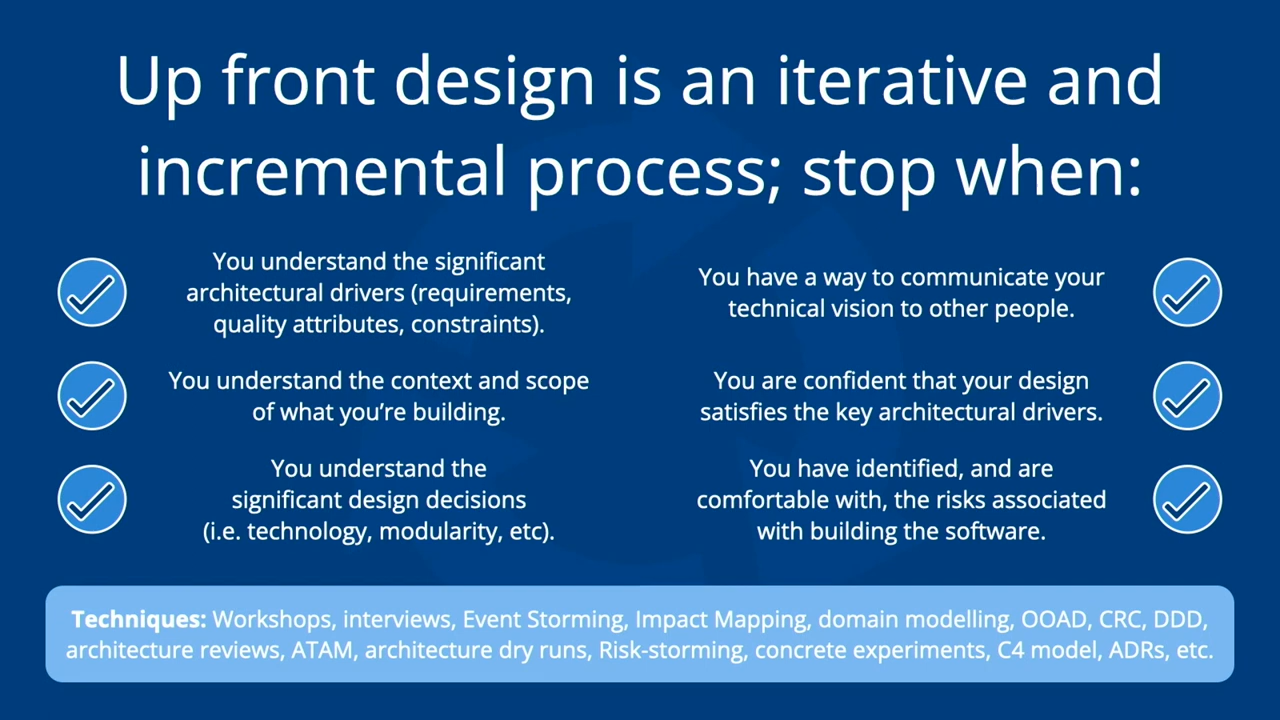 Up front design is an iterative and
incremental process; stop when:
You understand the significant
architectural drivers (requirements,
quality attributes, constraints).
You understand the context and scope
of what you’re building.
You understand the
significant design decisions
(i.e. technology, modularity, etc).
You have a way to communicate your
technical vision to other people.
You are confident that your design
satisfies the key architectural drivers.
You have identified, and are
comfortable with, the risks associated
with building the software.
Techniques: Workshops, interviews, Event Storming, Impact Mapping, domain modelling, OOAD, CRC, DDD,
architecture reviews, ATAM, architecture dry runs, Risk-storming, concrete experiments, C4 model, ADRs, etc.